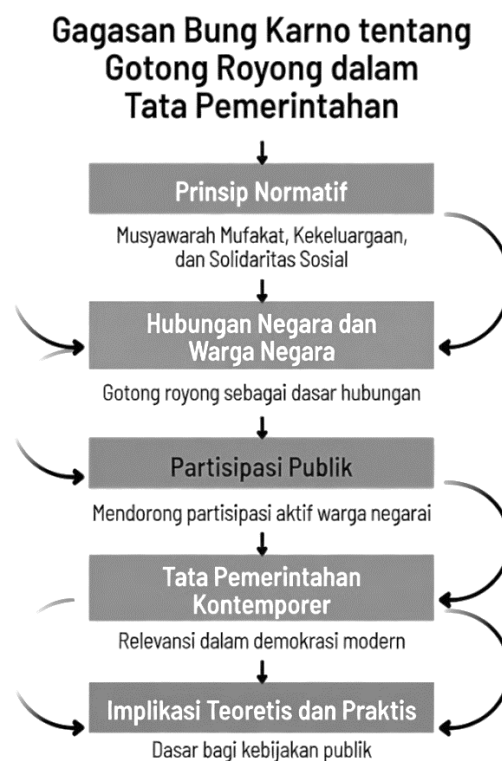 Gagasan Bung Karno tentang
Gotong Royong dalam
Tata Pemerintahan
Prinsip Normatif
Musyawarah Mufakat, Kekeluargaan,
dan Solidaritas Sosial
Hubungan Negara dan
Warga Negara
Gotong royong sebagai dasar hubungan
Partisipasi Publik
Mendorong partisipasi aktif warga negarai
Tata Pemerintahan
Kontemporer
Relevansi dalam demokrasi modern
Implikasi Teoretis dan Praktis
Dasar bagi kebijakan publik